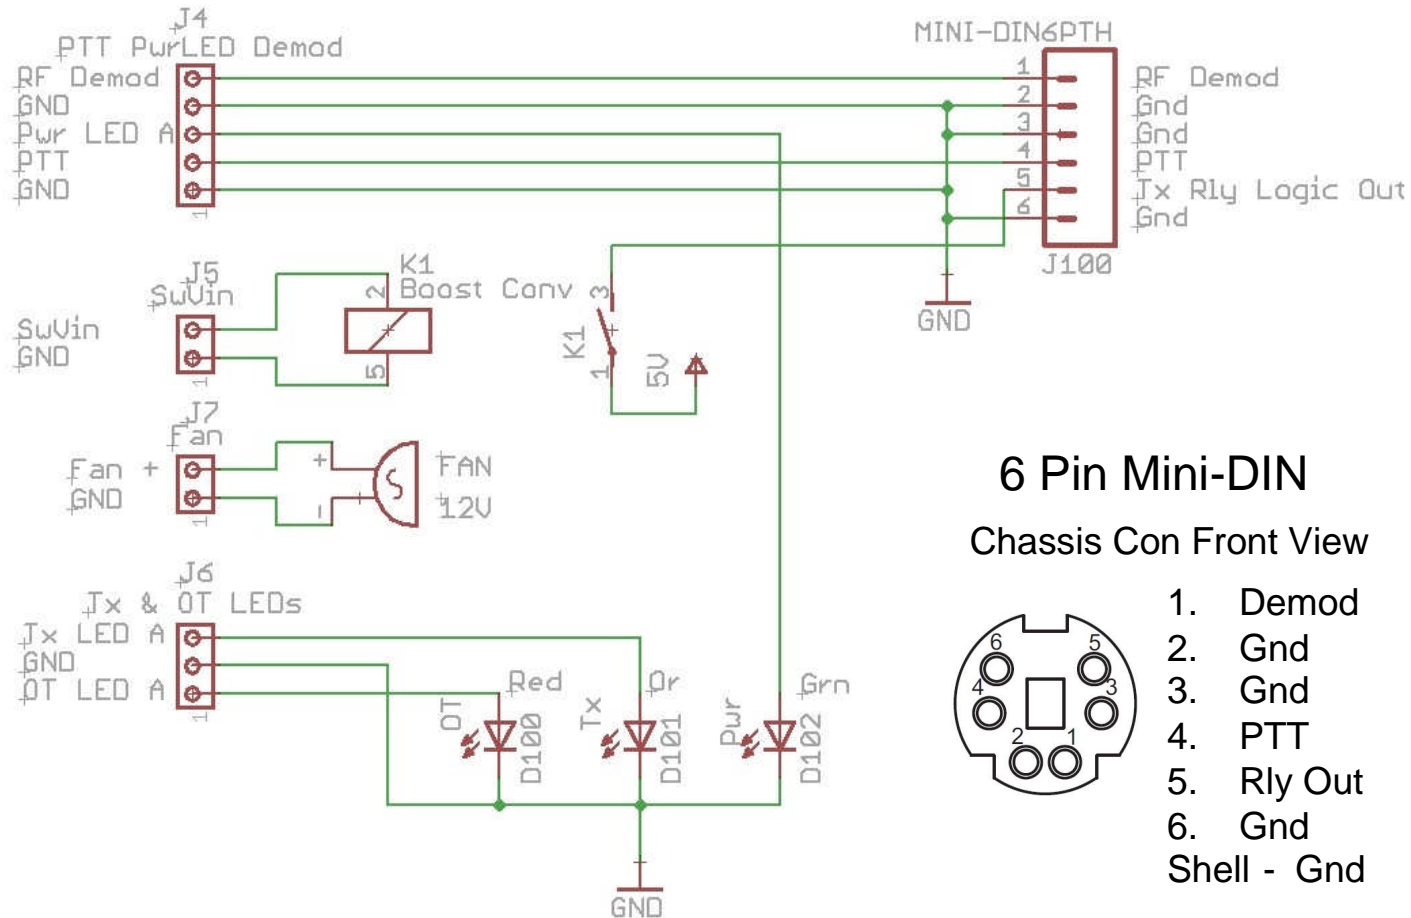 J4
PTT PwrLED Demod
RF Demod
GND
Pwr LED A
PTT
GND
1
MINI-DIN6PTH
1
2
3
4
5
6
RF Demod
Gnd
Gnd
PTT
Tx Rly Logic Out
Gnd
J100
GND
J5
SwVin
SwVin
GND
1
K1
Boost Conv
2
5
K1
3
1
5V
J7
Fan
Fan +
GND
1
+
-
S
FAN
12V
J6
Tx & OT LEDs
Tx LED A
GND
OT LED A
1
Red
OT
D100
Or
Tx
D101
Grn
Pwr
D102
GND
6 Pin Mini-DIN
Chassis Con Front View
6
5
4
3
2
1
1. Demod
2. Gnd
3. Gnd
4. PTT
5. Rly Out
6. Gnd
Shell - Gnd